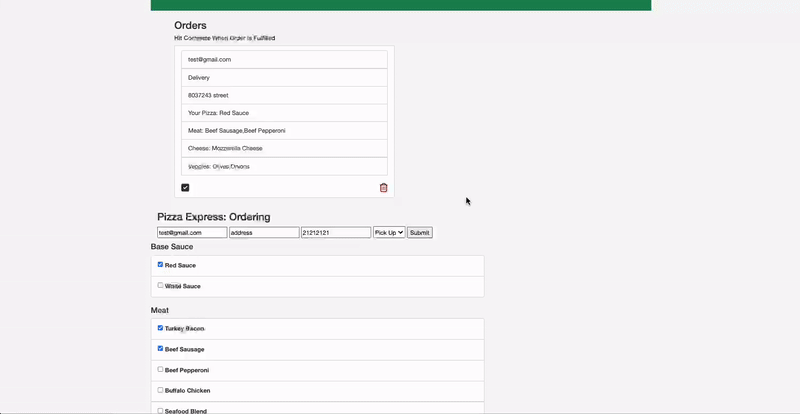 Orders
Hit Complete When Order Is Fulfilled
test@gmail.com
Delivery
8037243 street
Your Pizza: Red Sauce
Meat: Beef Sausage,Beef Pepperoni
Cheese: Mozzarella Cheese
Veggies: Olives,Onions
Pizza Express: Ordering
test@gmail.com address 21212121 Pick Up Submit
Base Sauce
Red Sauce
White Sauce
Meat
Turkey Bacon
Beef Sausage
Beef Pepperoni
Buffalo Chicken
Seafood Blend